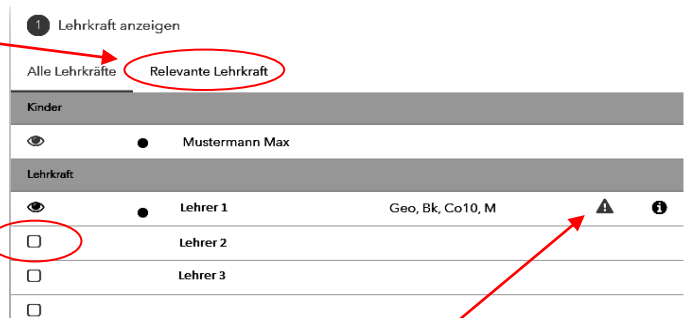 1 Lehrkraft anzeigen
Alle Lehrkräfte Relevante Lehrkraft
Kinder
Mustermann Max
Lehrkraft
Lehrer 1 Geo, Bk, Co10, M
Lehrer 2
Lehrer 3